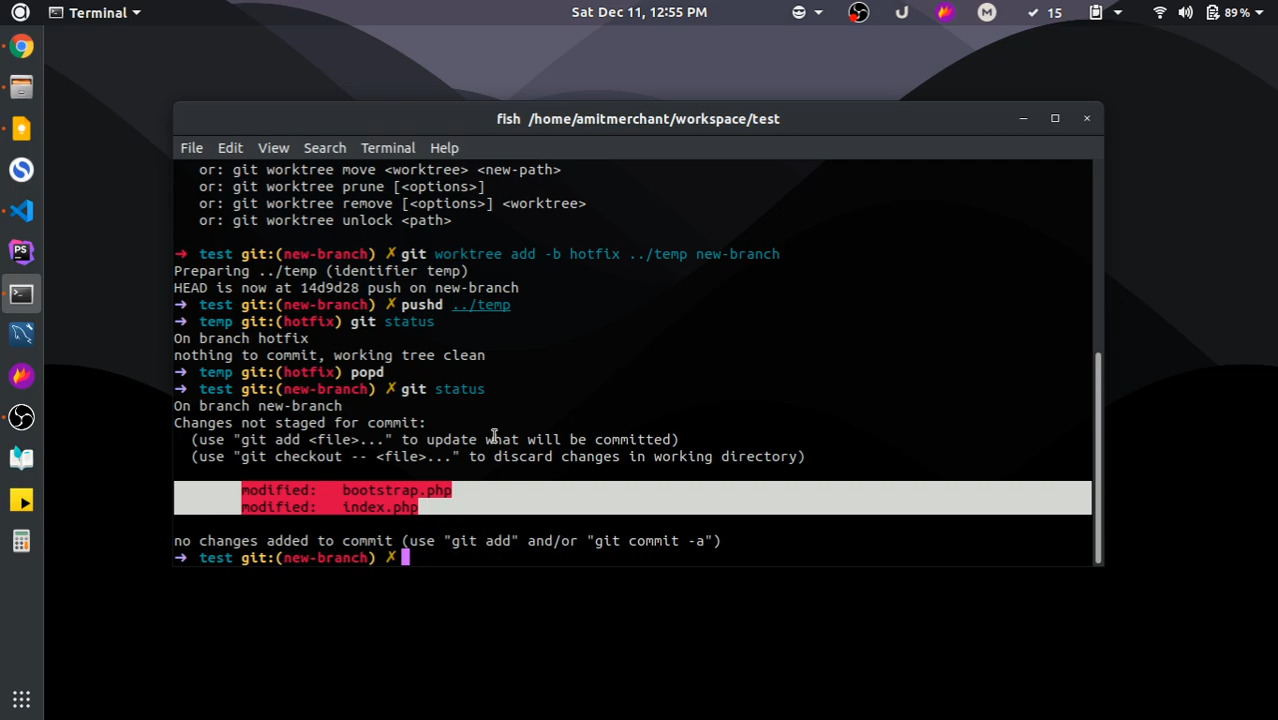 Terminal
Sat Dec 11, 12:55 PM
15
89 %
fish /home/amitmerchant/workspace/test
File Edit View Search Terminal Help
or: git worktree move <worktree> <new-path>
or: git worktree prune [<options>]
or: git worktree remove [<options>] <worktree>
or: git worktree unlock <path>
➜ test git:(new-branch) ✗ git worktree add -b hotfix ../temp new-branch
Preparing ../temp (identifier temp)
HEAD is now at 14d9d28 push on new-branch
➜ test git:(new-branch) ✗ pushd ../temp
➜ temp git:(hotfix) git status
On branch hotfix
nothing to commit, working tree clean
➜ temp git:(hotfix) popd
➜ test git:(new-branch) ✗ git status
On branch new-branch
Changes not staged for commit:
(use "git add <file>..." to update what will be committed)
(use "git checkout -- <file>..." to discard changes in working directory)
modified: bootstrap.php
modified: index.php
no changes added to commit (use "git add" and/or "git commit -a")
➜ test git:(new-branch) ✗
PS
M